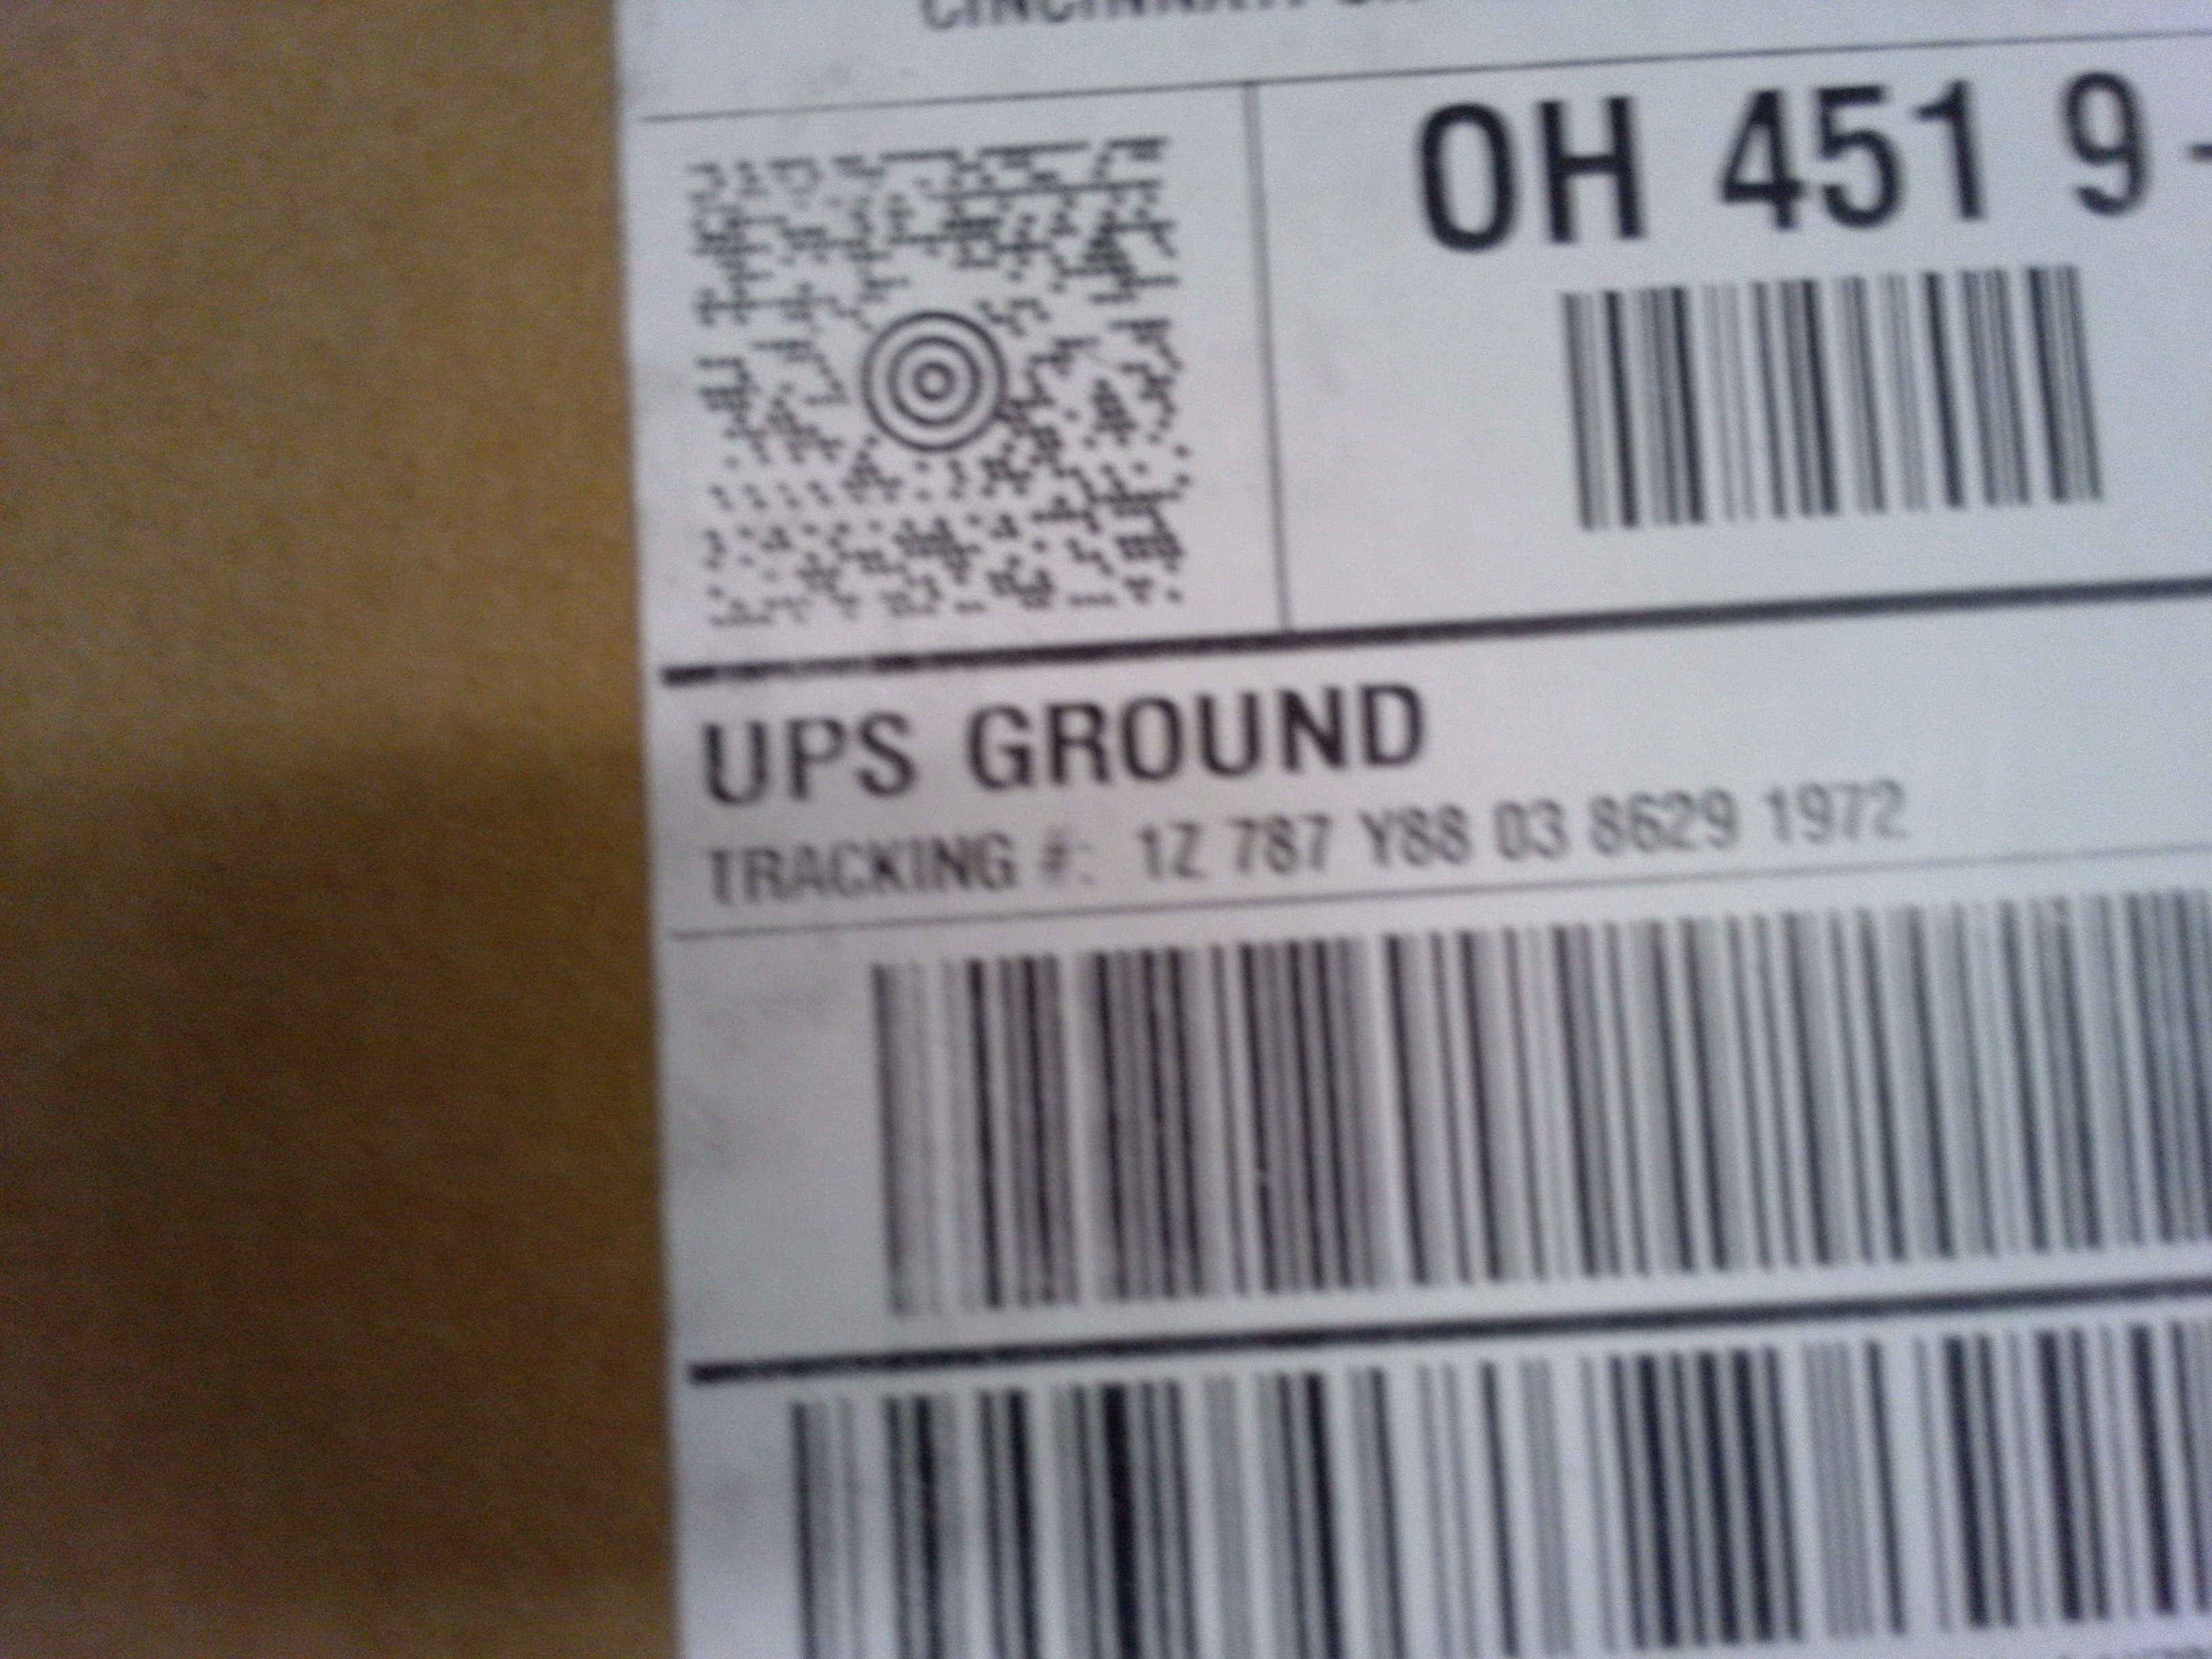 OH 451 9-
UPS GROUND
TRACKING #: 1Z 787 Y88 03 8629 1972